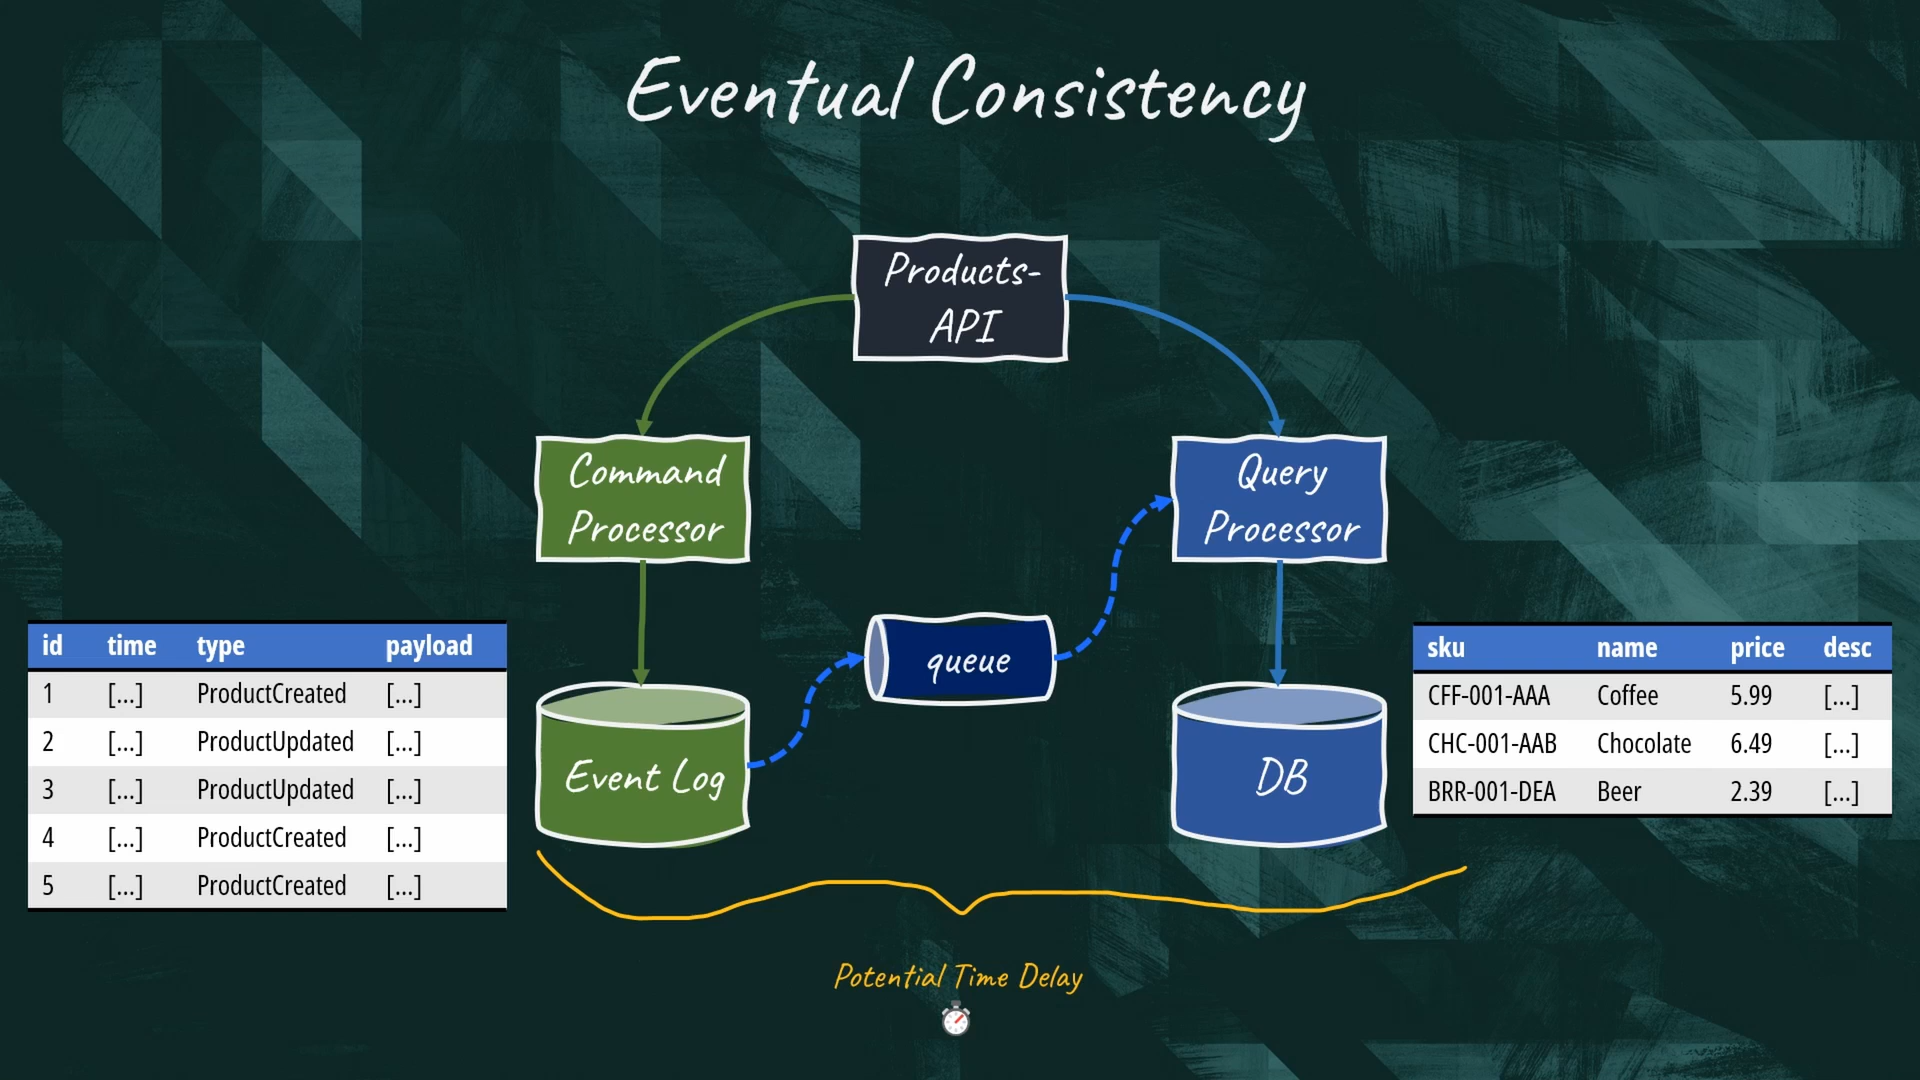 Eventual Consistency
Products-
API
Command
Processor
Query
Processor
queue
Event Log
DB
id time type payload
1 [...] ProductCreated [...]
2 [...] ProductUpdated [...]
3 [...] ProductUpdated [...]
4 [...] ProductCreated [...]
5 [...] ProductCreated [...]
sku name price desc
CFF-001-AAA Coffee 5.99 [...]
CHC-001-AAB Chocolate 6.49 [...]
BRR-001-DEA Beer 2.39 [...]
Potential Time Delay